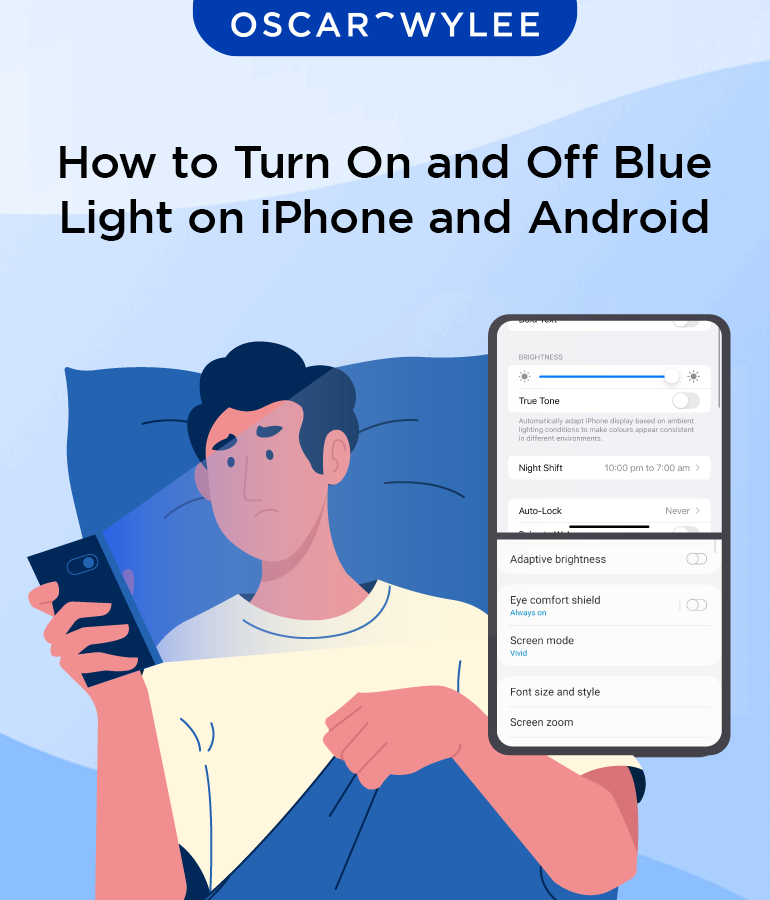 OSCAR WYLEE
How to Turn On and Off Blue
Light on iPhone and Android
BRIGHTNESS
True Tone
Automatically adapt iPhone display based on ambient
lighting conditions to make colours appear consistent
in different environments.
Night Shift 10:00 pm to 7:00 am
Auto-Lock Never
Adaptive brightness
Eye comfort shield
Always on
Screen mode
Vivid
Font size and style
Screen zoom